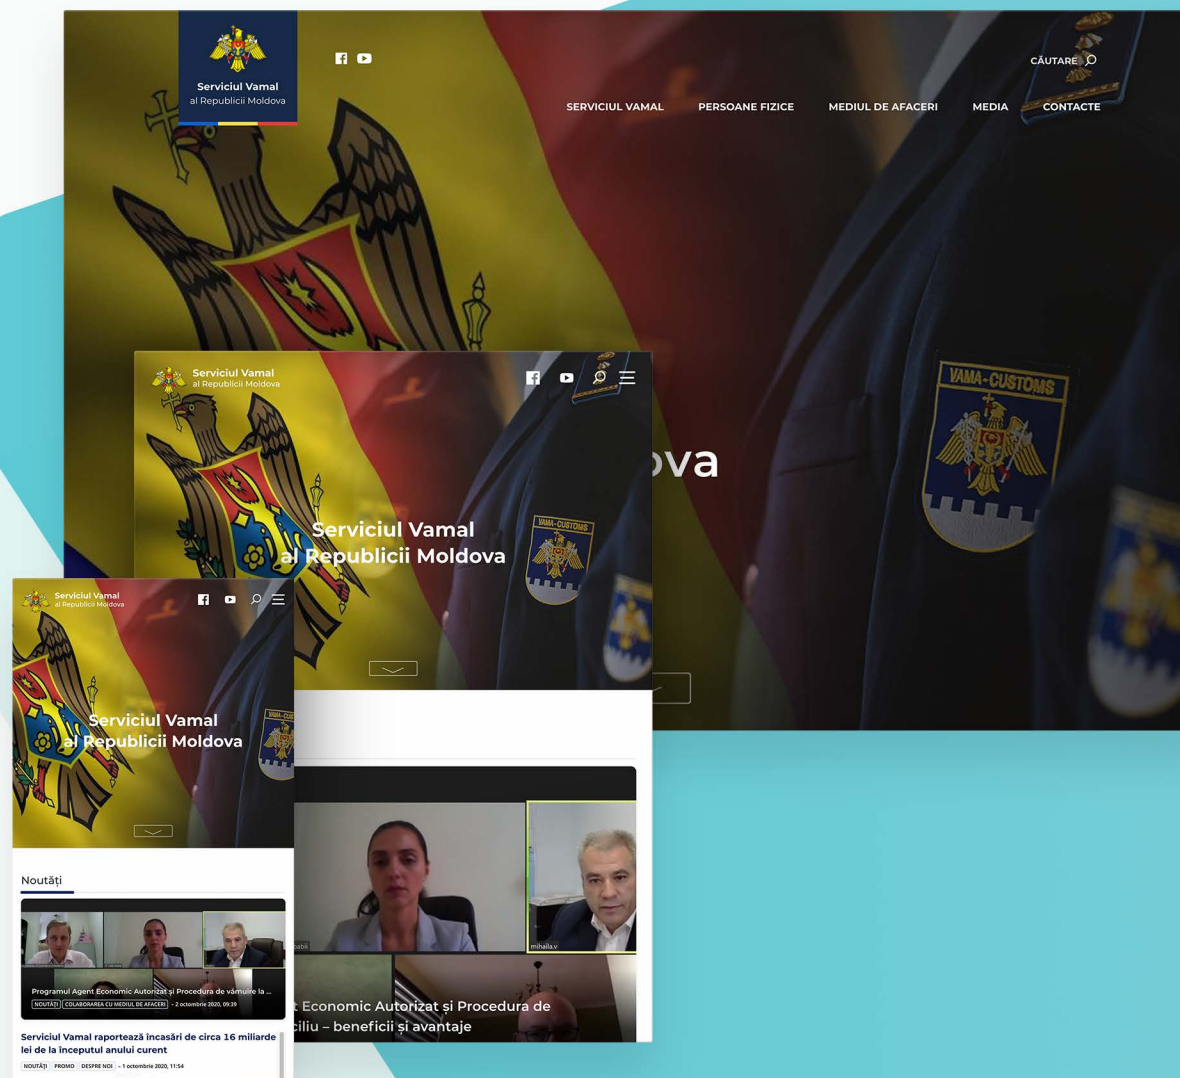 Serviciul Vamal
al Republicii Moldova
CĂUTARE
SERVICIUL VAMAL
PERSOANE FIZICE
MEDIUL DE AFACERI
MEDIA
CONTACTE
VAMA-CUSTOMS
Serviciul Vamal
al Republicii Moldova
ova
Serviciul Vamal
al Republicii Moldova
VAMA-CUSTOMS
Serviciul Vamal
al Republicii Moldova
Serviciul Vamal
al Republicii Moldova
Noutăți
mihaila.v
Programul Agent Economic Autorizat și Procedura de vămuire la ...
NOUTĂȚI COLABORAREA CU MEDIUL DE AFACERI - 2 octombrie 2020, 09:39
t Economic Autorizat și Procedura de
ciliu – beneficii și avantaje
Serviciul Vamal raportează încasări de circa 16 miliarde
lei de la începutul anului curent
NOUTĂȚI PROMO DESPRE NOI - 1 octombrie 2020, 11:54